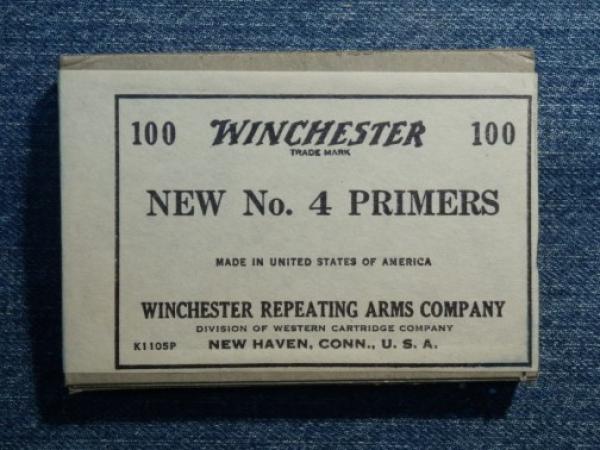 100 WINCHESTER 100
TRADE MARK
NEW No. 4 PRIMERS
MADE IN UNITED STATES OF AMERICA
WINCHESTER REPEATING ARMS COMPANY
DIVISION OF WESTERN CARTRIDGE COMPANY
K1105P NEW HAVEN, CONN., U. S. A.